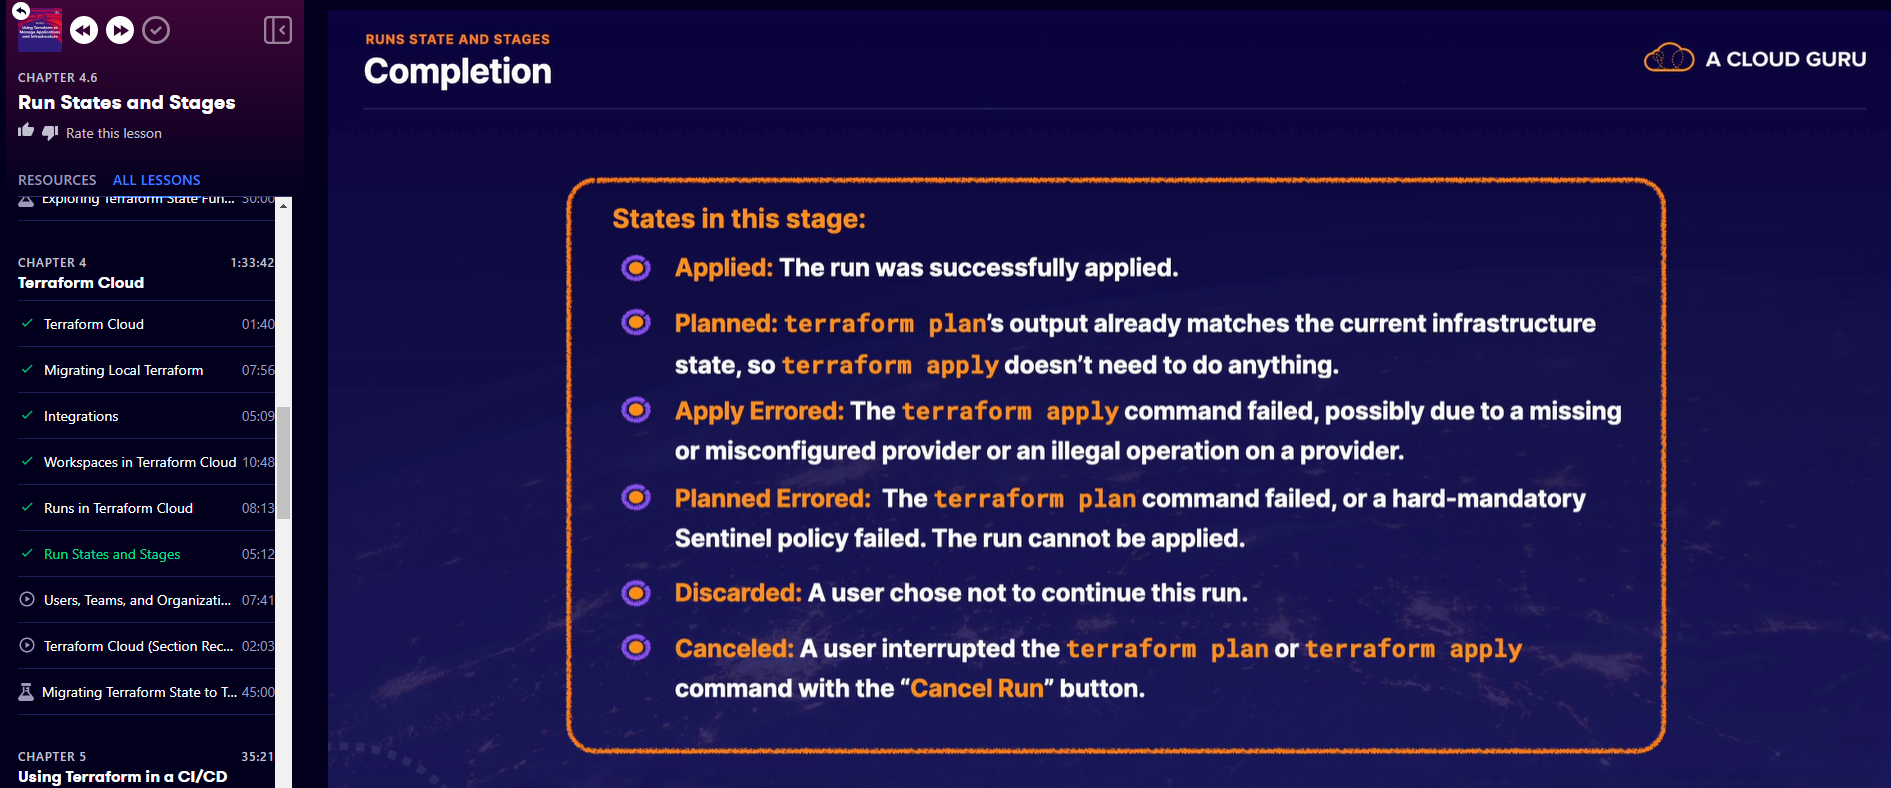 CHAPTER 4.6
Run States and Stages
Rate this lesson
RESOURCES ALL LESSONS
Exploring Terraform State Fun... 30:00
CHAPTER 4 1:33:42
Terraform Cloud
Terraform Cloud 01:40
Migrating Local Terraform 07:56
Integrations 05:09
Workspaces in Terraform Cloud 10:48
Runs in Terraform Cloud 08:13
Run States and Stages 05:12
Users, Teams, and Organizati... 07:41
Terraform Cloud (Section Rec... 02:03
Migrating Terraform State to T... 45:00
CHAPTER 5 35:21
Using Terraform in a CI/CD
Using Terraform to
Manage Applications
and Infrastructure
RUNS STATE AND STAGES
Completion
A CLOUD GURU
States in this stage:
Applied: The run was successfully applied.
Planned: terraform plan’s output already matches the current infrastructure
state, so terraform apply doesn’t need to do anything.
Apply Errored: The terraform apply command failed, possibly due to a missing
or misconfigured provider or an illegal operation on a provider.
Planned Errored: The terraform plan command failed, or a hard-mandatory
Sentinel policy failed. The run cannot be applied.
Discarded: A user chose not to continue this run.
Canceled: A user interrupted the terraform plan or terraform apply
command with the “Cancel Run” button.